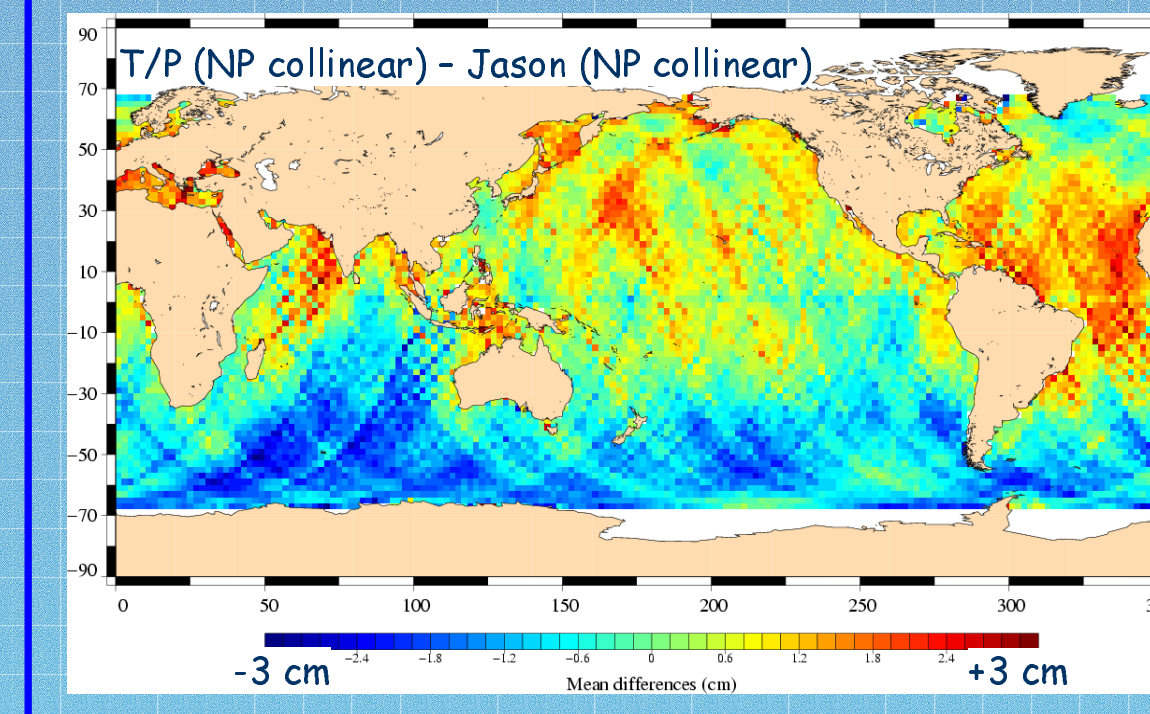 T/P (NP collinear) – Jason (NP collinear)
90
70
50
30
10
−10
−30
−50
−70
−90
0 50 100 150 200 250 300 3
−2.4 −1.8 −1.2 −0.6 0 0.6 1.2 1.8 2.4
-3 cm +3 cm
Mean differences (cm)